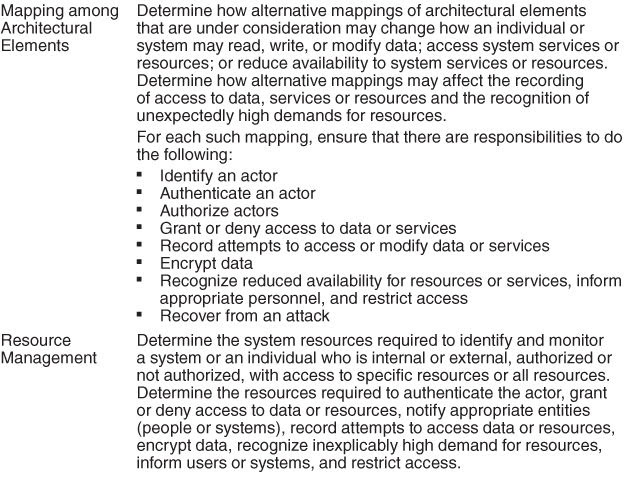 Mapping among
Architectural
Elements
Determine how alternative mappings of architectural elements
that are under consideration may change how an individual or
system may read, write, or modify data; access system services or
resources; or reduce availability to system services or resources.
Determine how alternative mappings may affect the recording
of access to data, services or resources and the recognition of
unexpectedly high demands for resources.
For each such mapping, ensure that there are responsibilities to do
the following:
▪ Identify an actor
▪ Authenticate an actor
▪ Authorize actors
▪ Grant or deny access to data or services
▪ Record attempts to access or modify data or services
▪ Encrypt data
▪ Recognize reduced availability for resources or services, inform
appropriate personnel, and restrict access
▪ Recover from an attack
Resource
Management
Determine the system resources required to identify and monitor
a system or an individual who is internal or external, authorized or
not authorized, with access to specific resources or all resources.
Determine the resources required to authenticate the actor, grant
or deny access to data or resources, notify appropriate entities
(people or systems), record attempts to access data or resources,
encrypt data, recognize inexplicably high demand for resources,
inform users or systems, and restrict access.